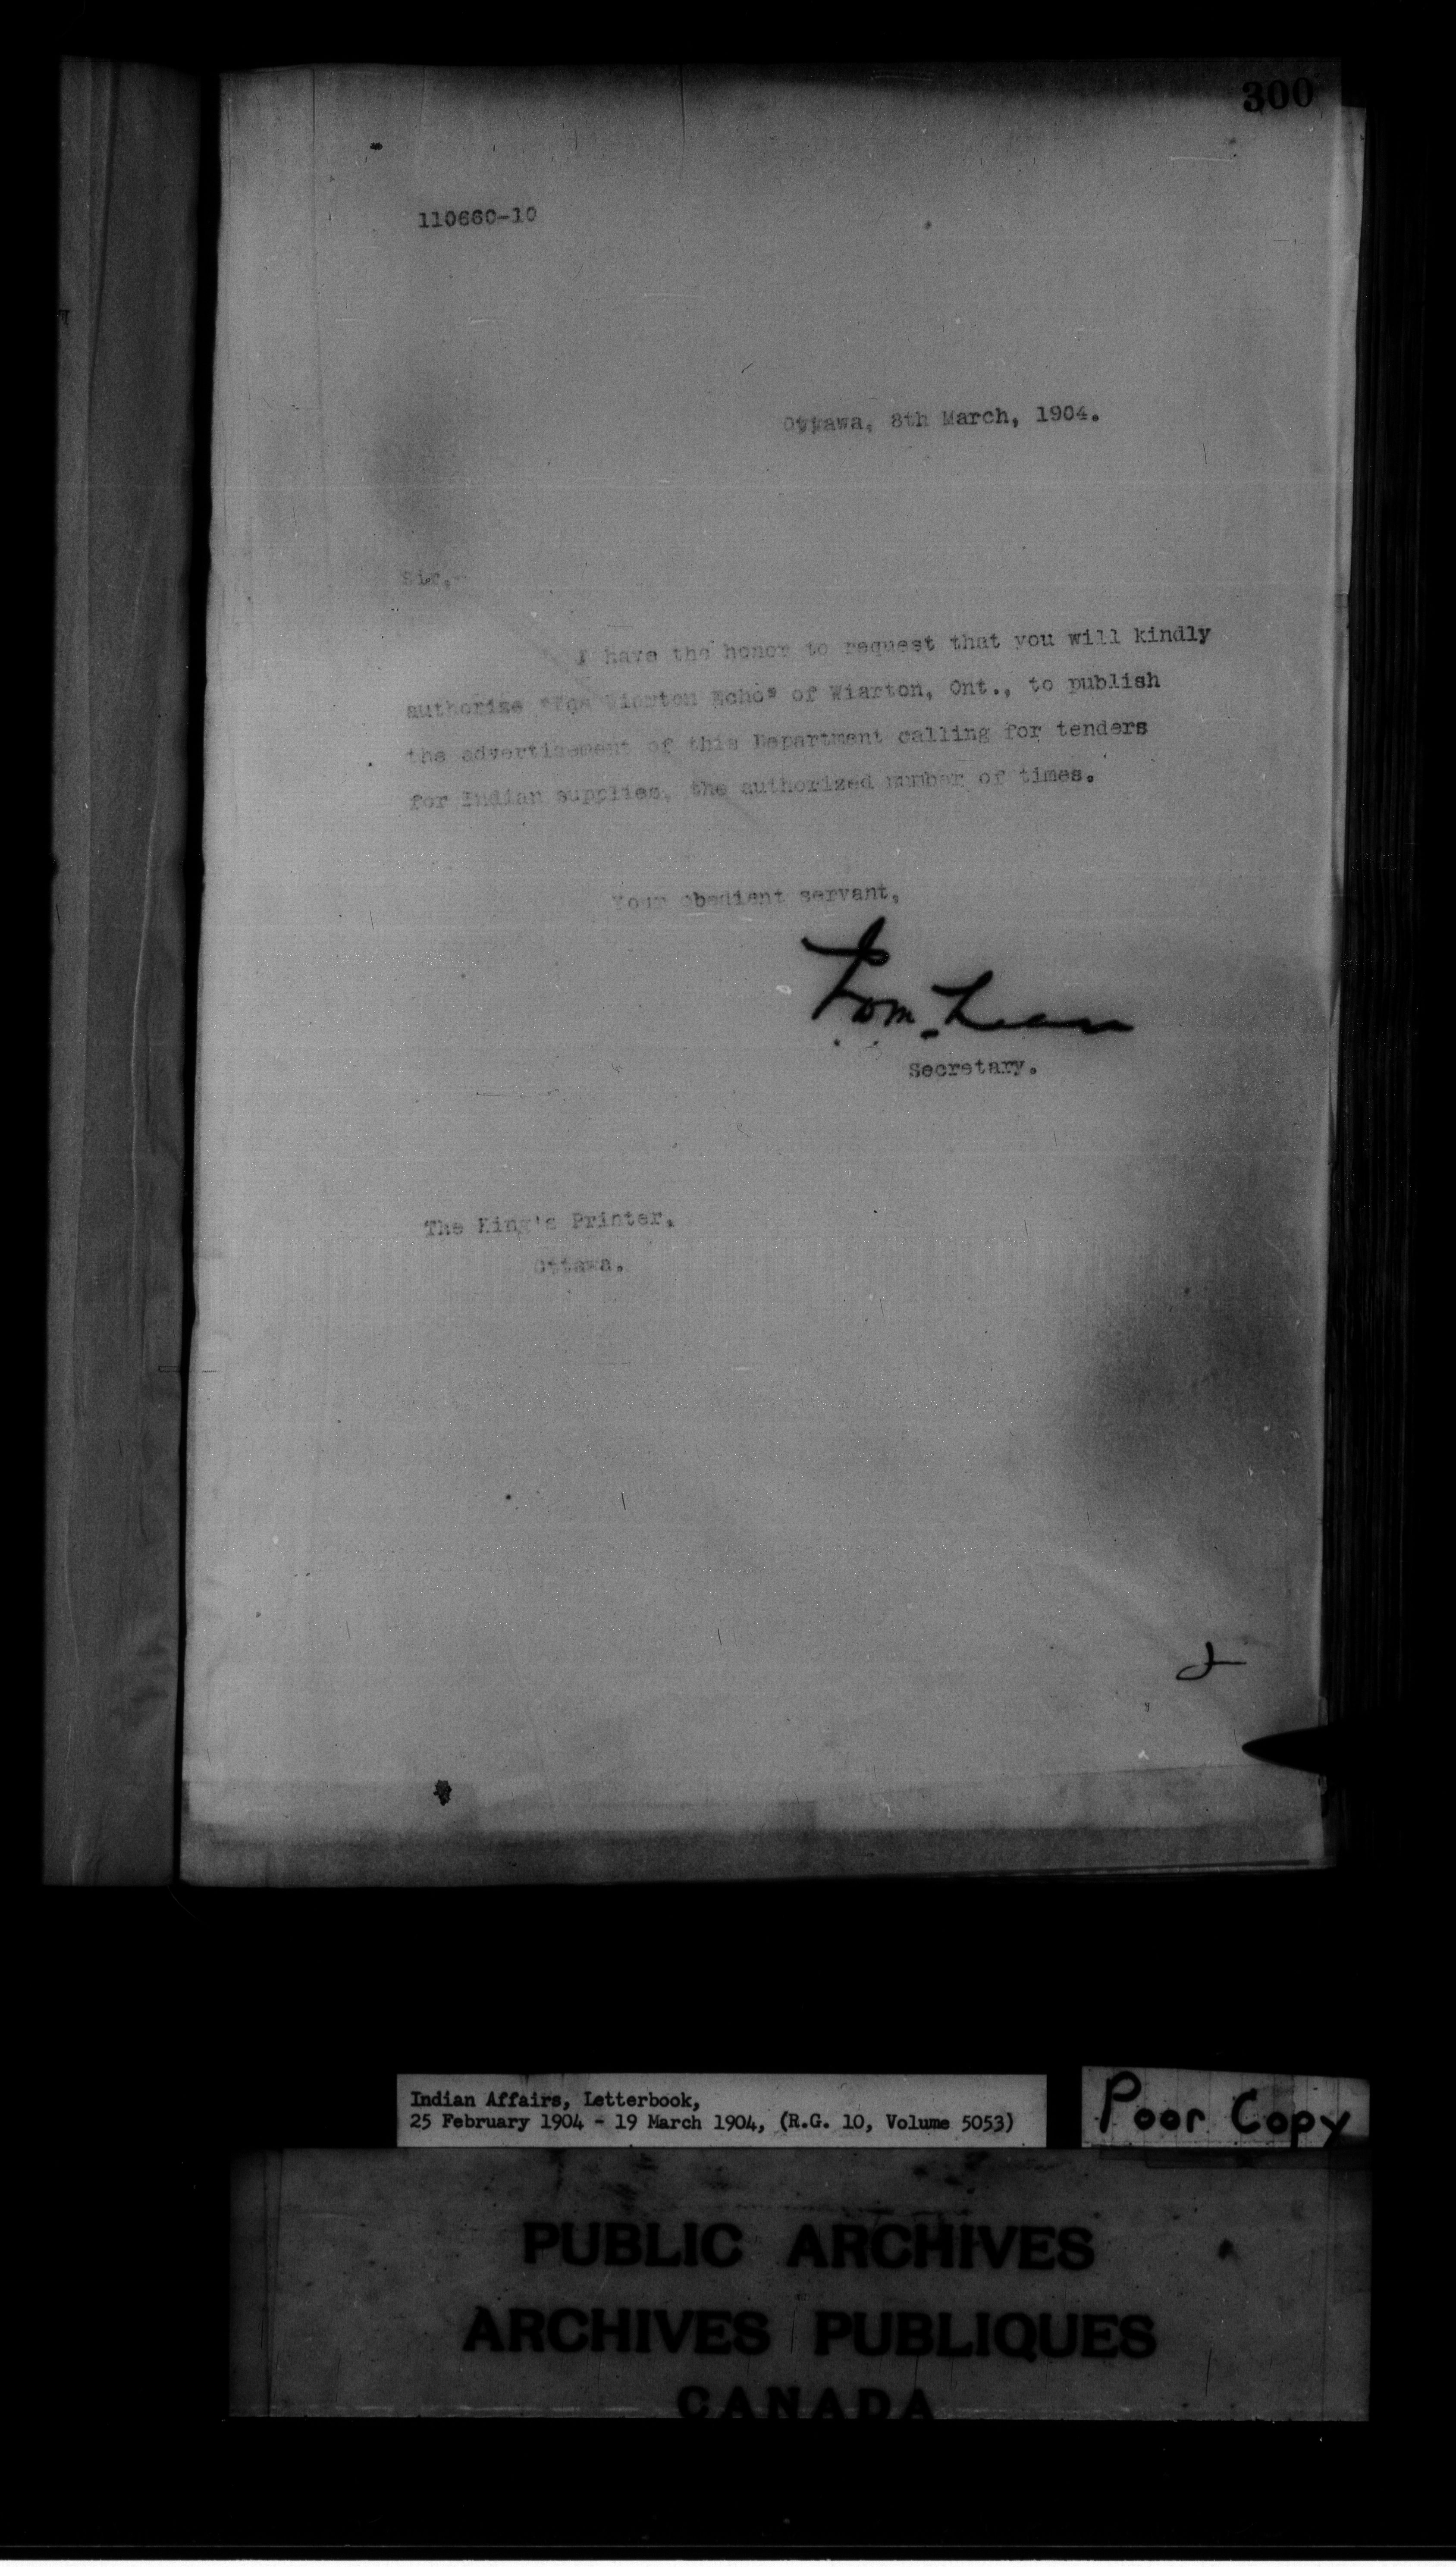 300
110660-10
Ottawa, 8th March, 1904.
Sir,-
I have the honor to request that you will kindly
authorize "The Wiarton Echo" of Wiarton, Ont., to publish
the advertisement of this Department calling for tenders
for Indian supplies, the authorized number of times.
Your obedient servant,
Secretary.
The King's Printer,
Ottawa.
Indian Affairs, Letterbook,
25 February 1904 - 19 March 1904, (R.G. 10, Volume 5053)
Poor Copy
PUBLIC ARCHIVES
ARCHIVES PUBLIQUES
CANADA